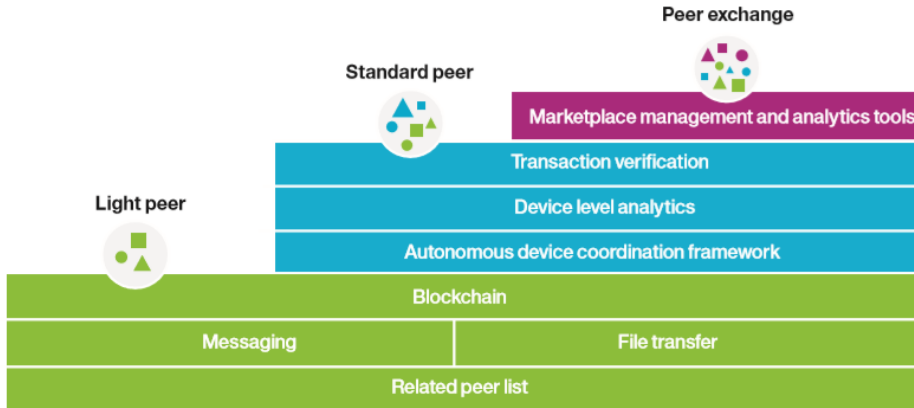 Peer exchange
Standard peer
Marketplace management and analytics tools
Transaction verification
Light peer
Device level analytics
Autonomous device coordination framework
Blockchain
Messaging
File transfer
Related peer list